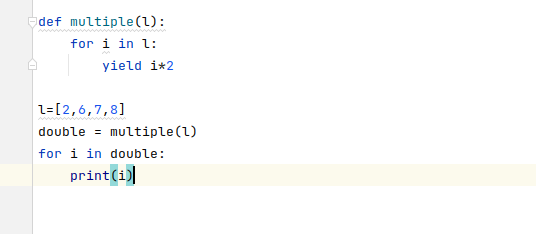 def multiple(l):
    for i in l:
        yield i*2
l=[2,6,7,8]
double = multiple(l)
for i in double:
    print(i)